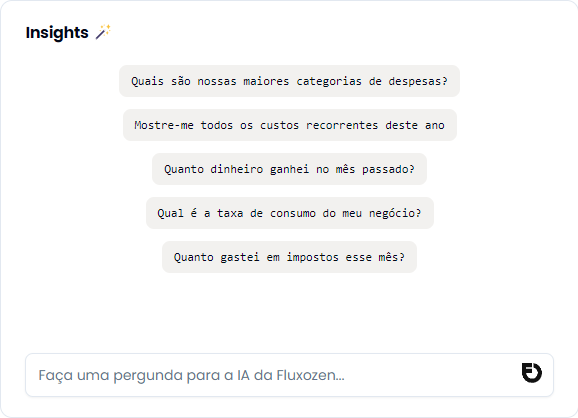 Insights 🪄
Quais são nossas maiores categorias de despesas?
Mostre-me todos os custos recorrentes deste ano
Quanto dinheiro ganhei no mês passado?
Qual é a taxa de consumo do meu negócio?
Quanto gastei em impostos esse mês?
Faça uma pergunda para a IA da Fluxozen...